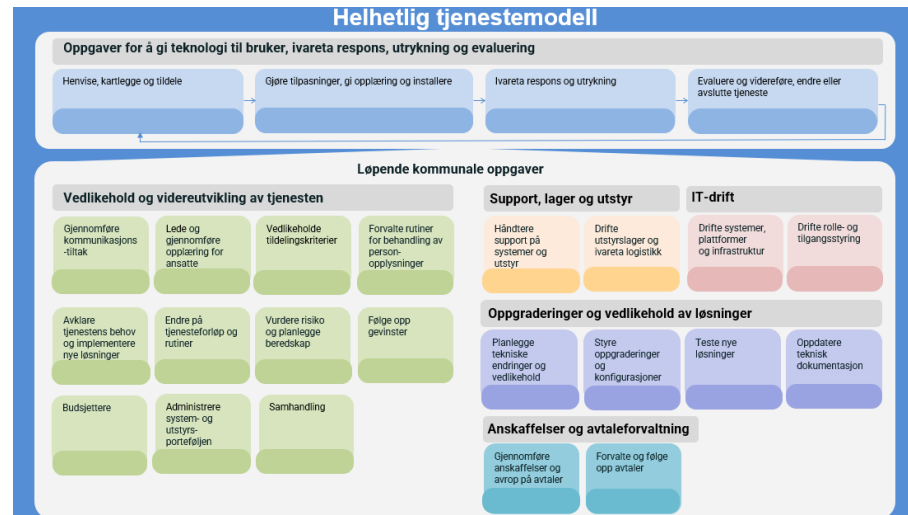 Helhetlig tjenestemodell
Oppgaver for å gi teknologi til bruker, ivareta respons, utrykning og evaluering
Henvise, kartlegge og tildele
Gjøre tilpasninger, gi opplæring og installere
Ivareta respons og utrykning
Evaluere og videreføre, endre eller
avslutte tjeneste
Løpende kommunale oppgaver
Vedlikehold og videreutvikling av tjenesten
Gjennomføre
kommunikasjons
-tiltak
Lede og
gjennomføre
opplæring for
ansatte
Vedlikeholde
tildelingskriterier
Forvalte rutiner
for behandling av
person-
opplysninger
Avklare
tjenestens behov
og implementere
nye løsninger
Endre på
tjenesteforløp og
rutiner
Vurdere risiko
og planlegge
beredskap
Følge opp
gevinster
Budsjettere
Administrere
system- og
utstyrs-
porteføljen
Samhandling
Support, lager og utstyr
Håndtere
support på
systemer og
utstyr
Drifte
utstyrslager og
ivareta logistikk
IT-drift
Drifte systemer,
plattformer
og infrastruktur
Drifte rolle- og
tilgangsstyring
Oppgraderinger og vedlikehold av løsninger
Planlegge
tekniske
endringer og
vedlikehold
Styre
oppgraderinger
og
konfigurasjoner
Teste nye
løsninger
Oppdatere
teknisk
dokumentasjon
Anskaffelser og avtaleforvaltning
Gjennomføre
anskaffelser og
avrop på avtaler
Forvalte og følge
opp avtaler